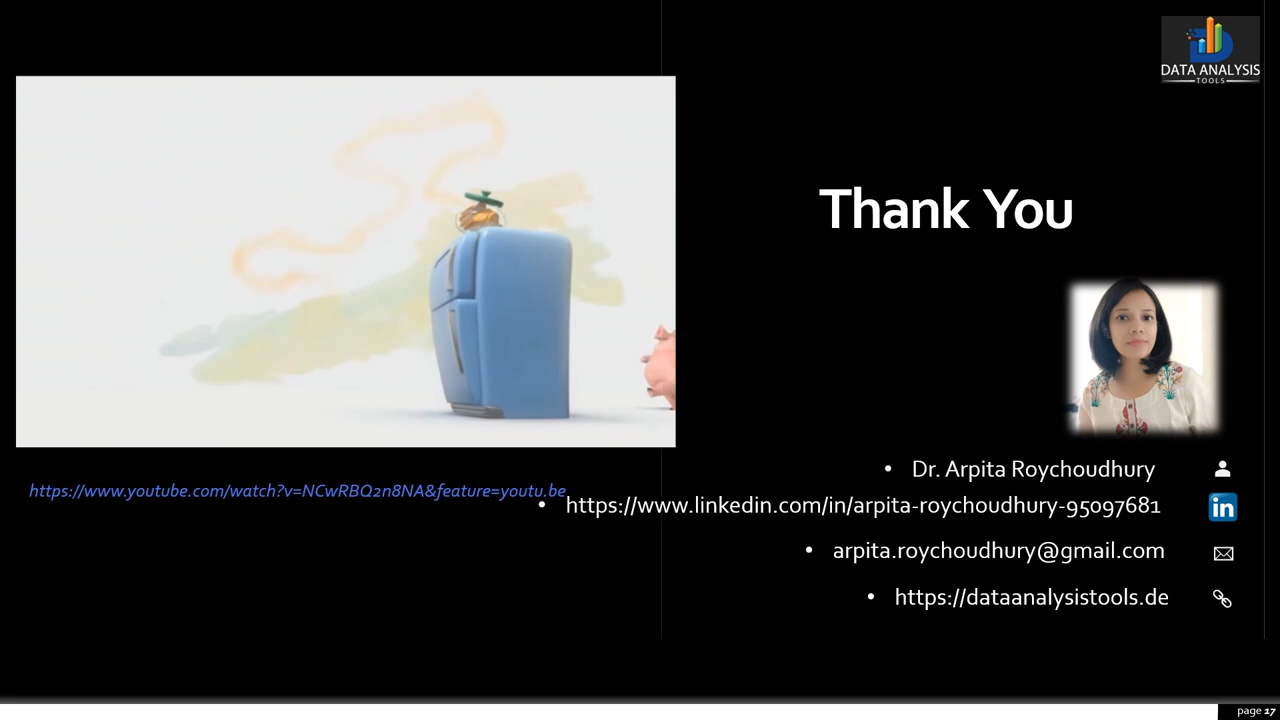 DATA ANALYSIS
TOOLS
Thank You
https://www.youtube.com/watch?v=NCwRBQ2n8NA&feature=youtu.be
• Dr. Arpita Roychoudhury
• https://www.linkedin.com/in/arpita-roychoudhury-95097681
in
• arpita.roychoudhury@gmail.com
• https://dataanalysistools.de
page 17